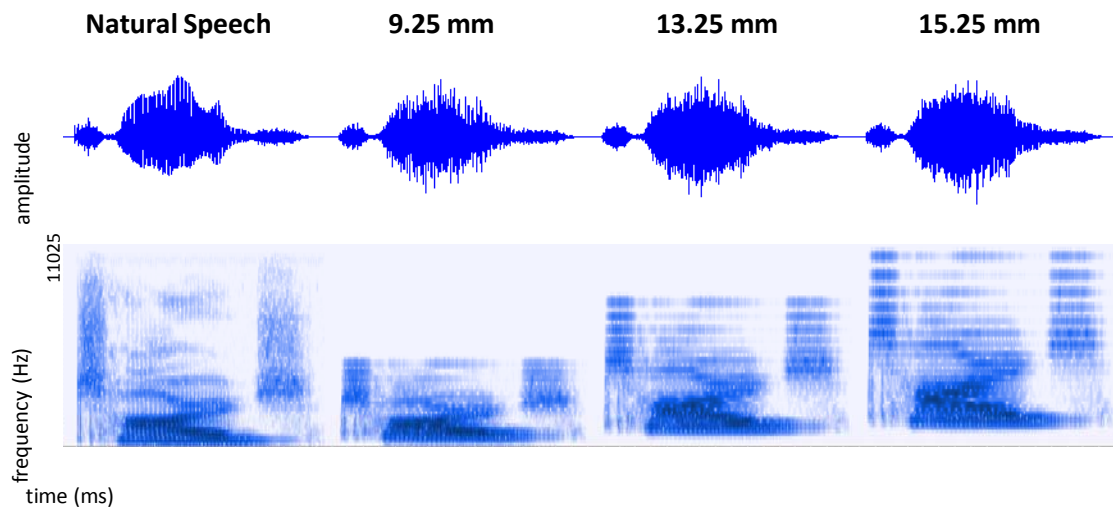 Natural Speech 9.25 mm 13.25 mm 15.25 mm
amplitude
11025
frequency (Hz)
time (ms)